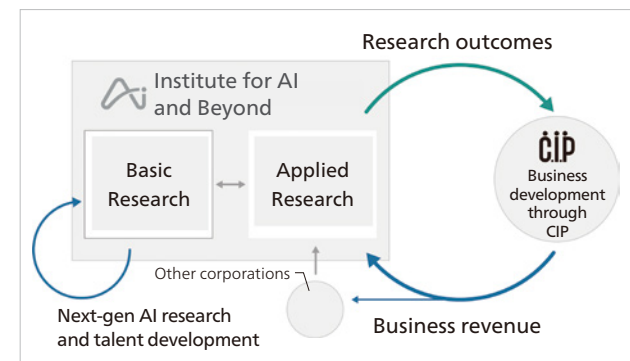 Research outcomes
Ai
Institute for AI
and Beyond
Basic
Research
Applied
Research
C.I.P
Business
development
through
CIP
Other corporations
Next-gen AI research
and talent development
Business revenue